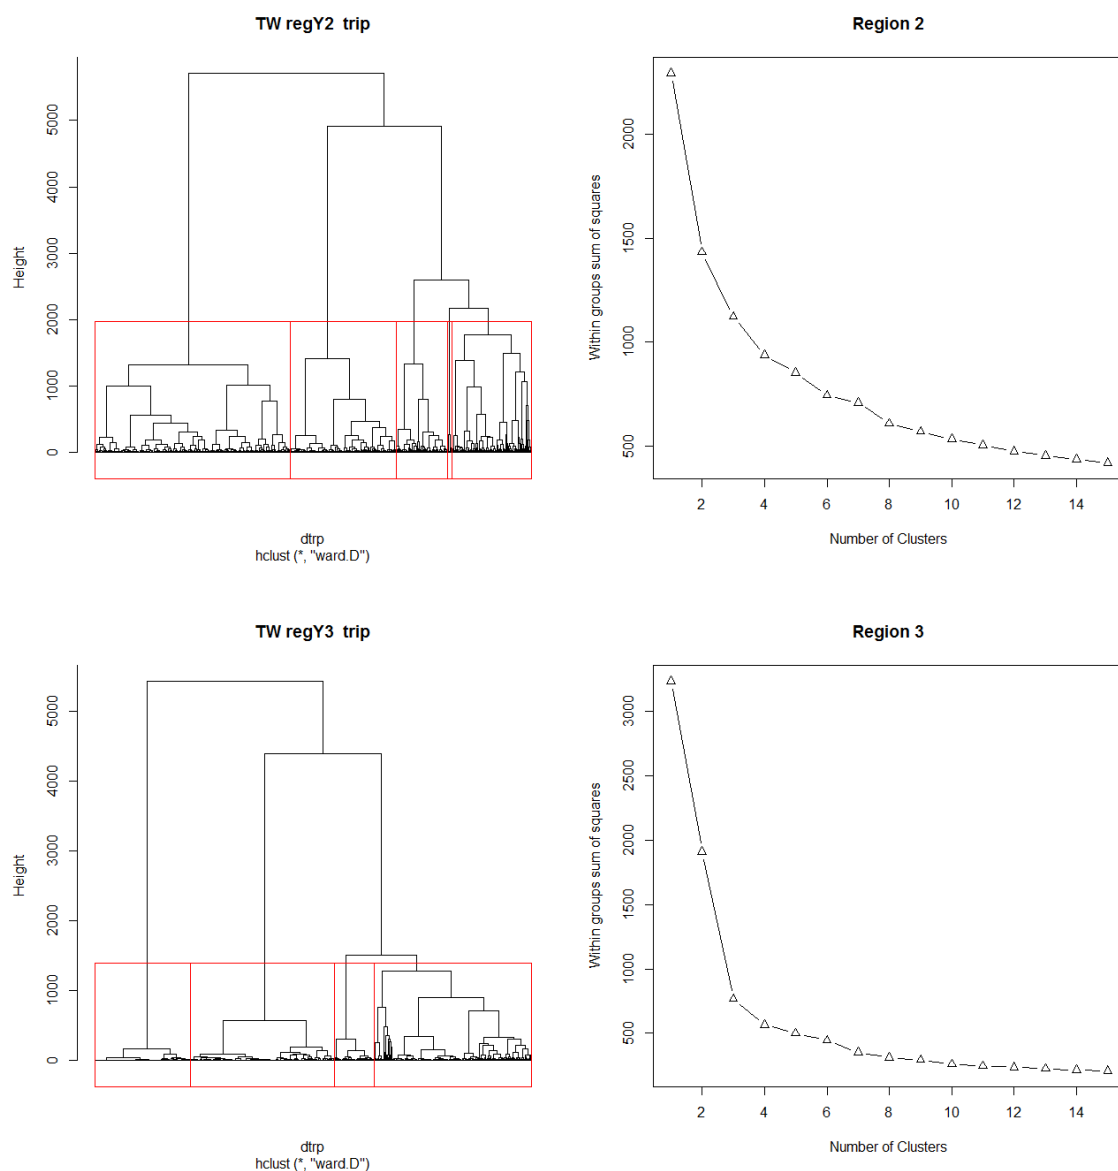 TW regY2  trip
Height
0
1000
2000
3000
4000
5000
dtrp
hclust (*, "ward.D")
Region 2
Within groups sum of squares
500
1000
1500
2000
2
4
6
8
10
12
14
Number of Clusters
TW regY3  trip
Height
0
1000
2000
3000
4000
5000
dtrp
hclust (*, "ward.D")
Region 3
Within groups sum of squares
500
1000
1500
2000
2500
3000
2
4
6
8
10
12
14
Number of Clusters